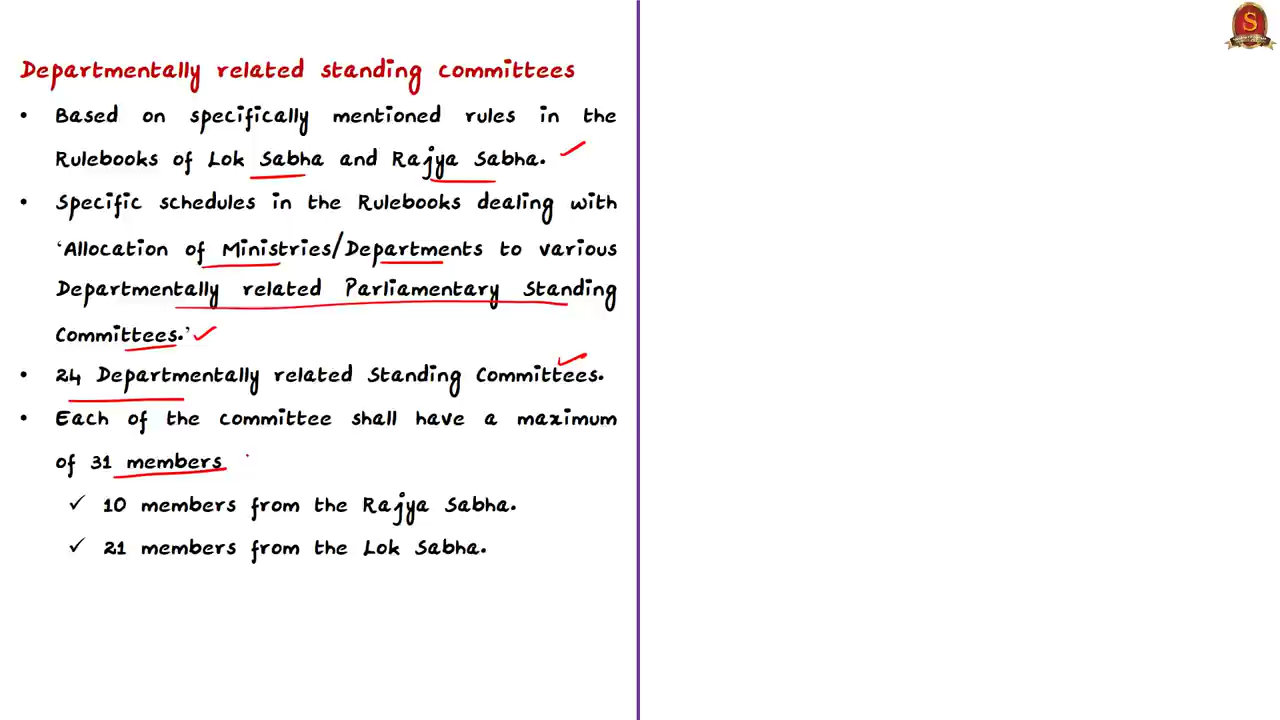 Departmentally related standing committees
• Based on specifically mentioned rules in the
Rulebooks of Lok Sabha and Rajya Sabha.
• Specific schedules in the Rulebooks dealing with
‘Allocation of Ministries/Departments to various
Departmentally related Parliamentary Standing
Committees.’
• 24 Departmentally related Standing Committees.
• Each of the committee shall have a maximum
of 31 members
✓ 10 members from the Rajya Sabha.
✓ 21 members from the Lok Sabha.
S